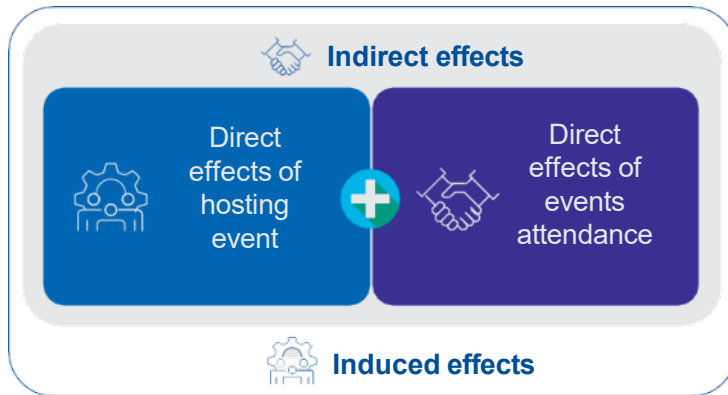 Indirect effects
Direct
effects of
hosting
event
Direct
effects of
events
attendance
Induced effects